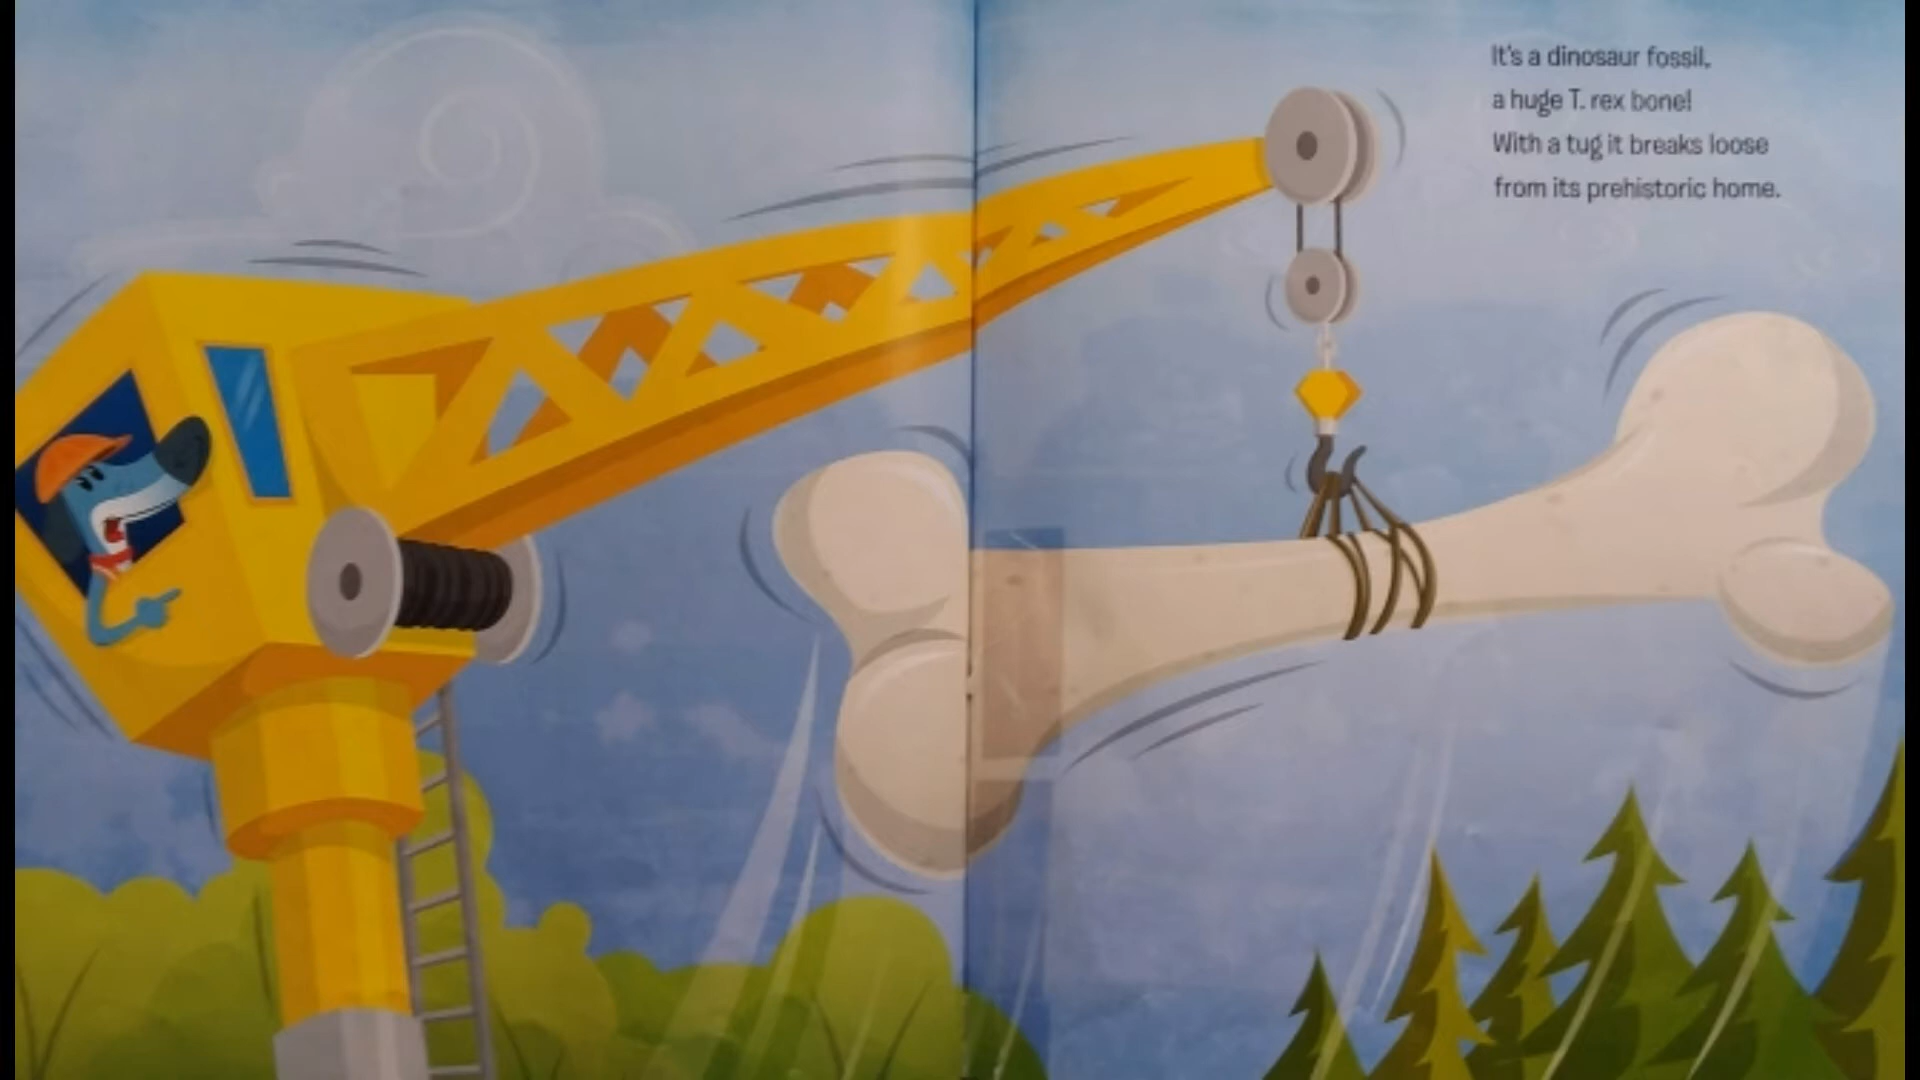 It's a dinosaur fossil,
a huge T. rex bone!
With a tug it breaks loose
from its prehistoric home.